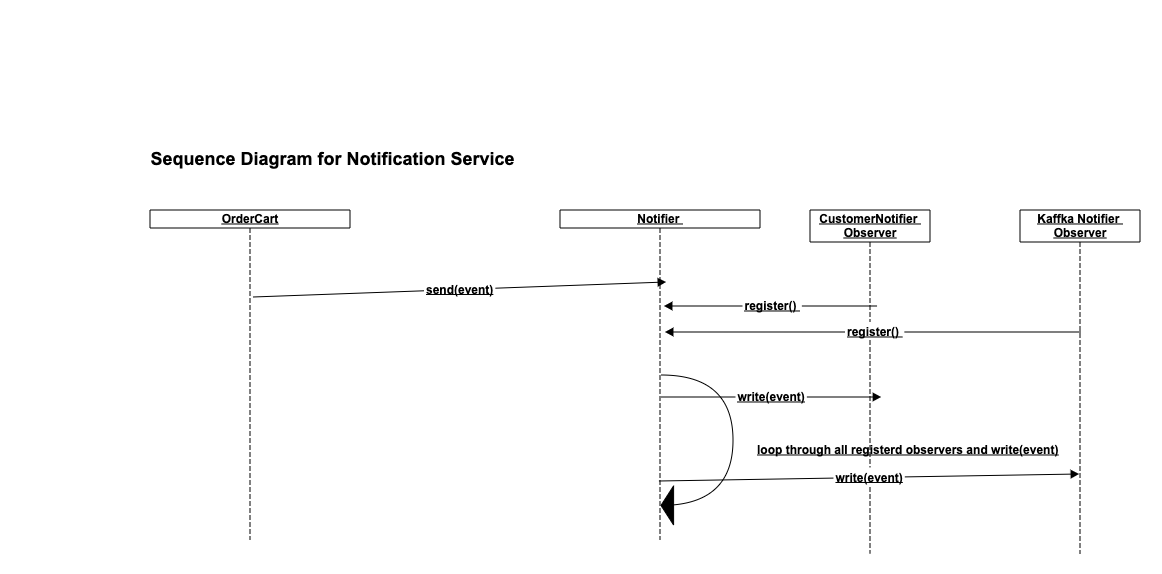 Sequence Diagram for Notification Service
OrderCart
Notifier
CustomerNotifier
Observer
Kaffka Notifier
Observer
send(event)
register()
register()
write(event)
loop through all registerd observers and write(event)
write(event)